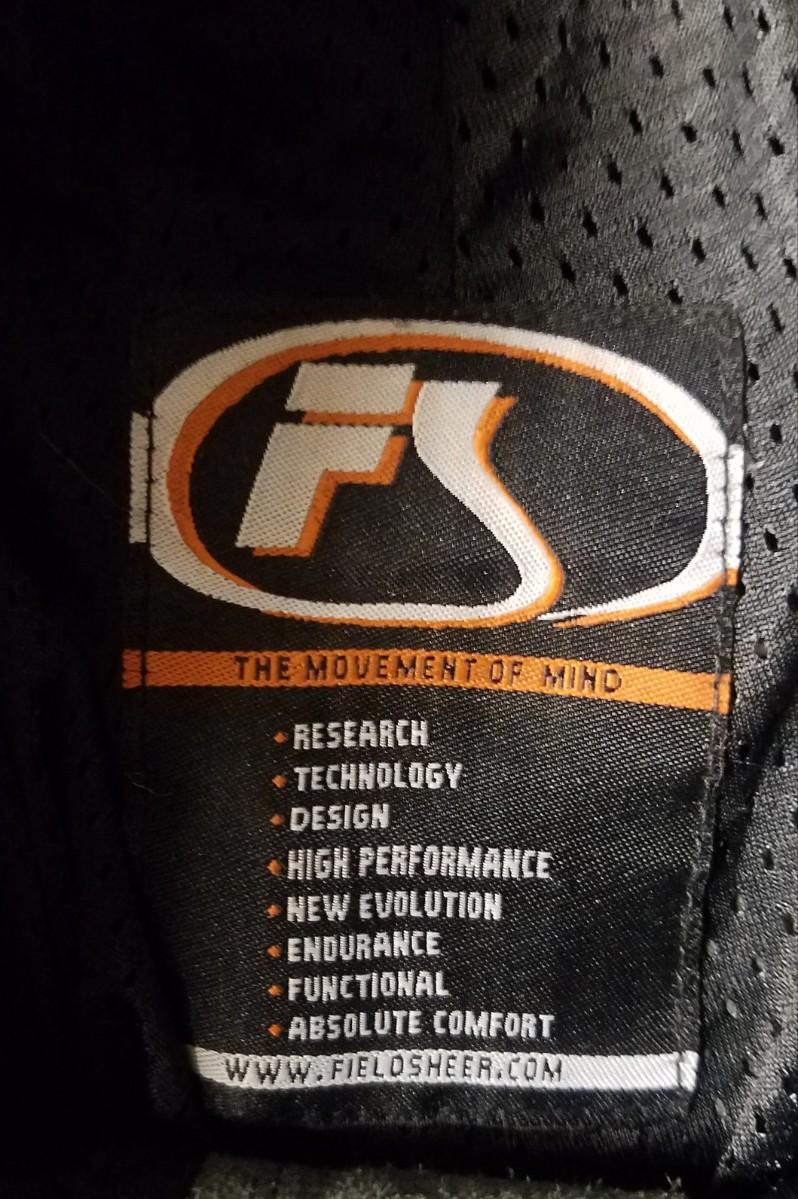 FS
THE MOVEMENT OF MIND
RESEARCH
TECHNOLOGY
DESIGN
HIGH PERFORMANCE
NEW EVOLUTION
ENDURANCE
FUNCTIONAL
ABSOLUTE COMFORT
WWW.FIELDSHEER.COM